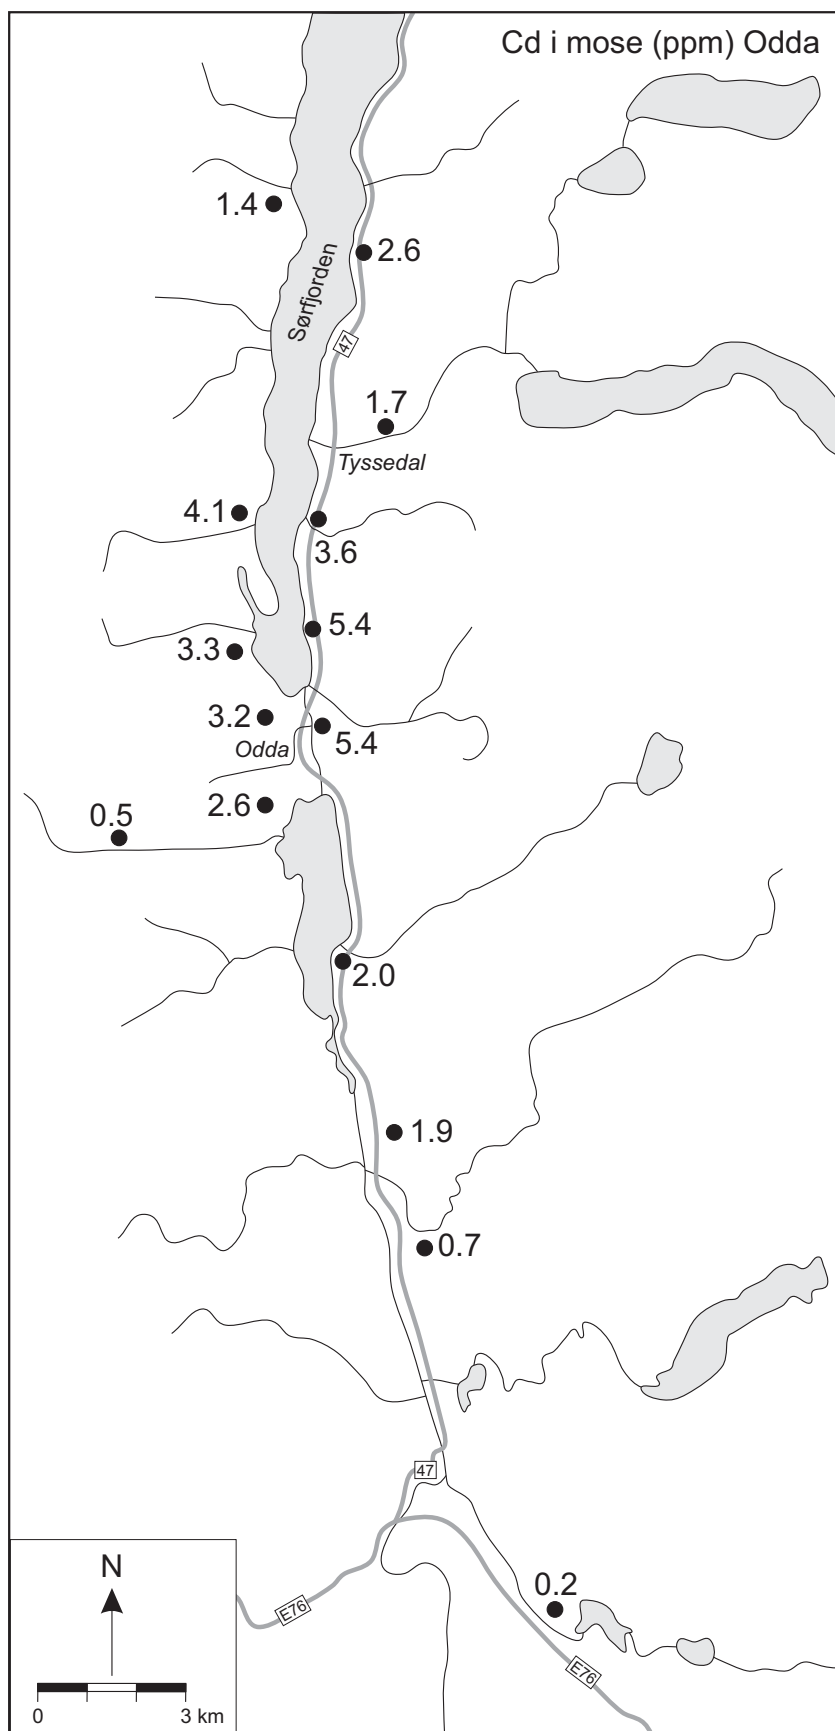 Cd i mose (ppm) Odda
1.4
2.6
Sørfjorden
47
1.7
Tyssedal
4.1
3.6
5.4
3.3
3.2
5.4
Odda
2.6
0.5
2.0
1.9
0.7
47
N
0.2
E76
E76
0 3 km